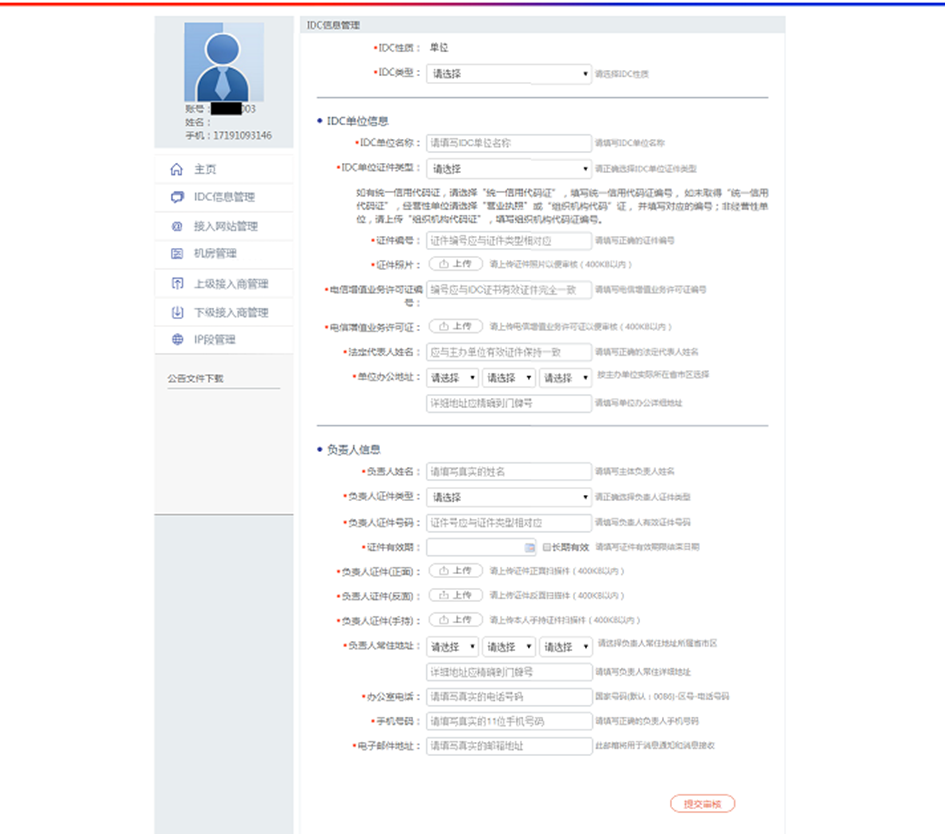 IDC信息管理
账号：003
姓名：
手机：17191093146
主页
IDC信息管理
接入网站管理
机房管理
上级接入商管理
下级接入商管理
IP段管理
公告文件下载
•IDC性质： 单位
•IDC类型： 请选择 请选择IDC性质
• IDC单位信息
•IDC单位名称： 请填写IDC单位名称 请填写IDC单位名称
•IDC单位证件类型： 请选择 请正确选择IDC单位证件类型
如有统一信用代码证，请选择“统一信用代码证”，填写统一信用代码证编号，如未取得“统一信用
代码证”，经营性单位请选择“营业执照”或“组织机构代码”证，并填写对应的编号；非经营性单
位，请上传“组织机构代码证”，填写组织机构代码证编号。
•证件编号： 证件编号应与证件类型相对应 请填写正确的证件编号
•证件照片： 上传 请上传证件照片以便审核（400KB以内）
•电信增值业务许可证编 编号应与IDC证书有效证件完全一致 请填写电信增值业务许可证编号
号：
•电信增值业务许可证： 上传 请上传电信增值业务许可证以便审核（400KB以内）
•法定代表人姓名： 应与主办单位有效证件保持一致 请填写正确的法定代表人姓名
•单位办公地址： 请选择 请选择 请选择 按主办单位实际所在省市区选择
详细地址应精确到门牌号 请填写单位办公详细地址
• 负责人信息
•负责人姓名： 请填写真实的姓名 请填写主体负责人姓名
•负责人证件类型： 请选择 请正确选择负责人证件类型
•负责人证件号码： 证件号应与证件类型相对应 请填写负责人有效证件号码
•证件有效期： 长期有效 请填写证件有效期限结束日期
•负责人证件(正面)： 上传 请上传证件正面扫描件（400KB以内）
•负责人证件(反面)： 上传 请上传证件反面扫描件（400KB以内）
•负责人证件(手持)： 上传 请上传本人手持证件扫描件（400KB以内）
•负责人常住地址： 请选择 请选择 请选择 请选择负责人常住地址所属省市区
详细地址应精确到门牌号 请填写负责人常住详细地址
•办公室电话： 请填写真实的电话号码 国家号码(默认：0086)-区号-电话号码
•手机号码： 请填写真实的11位手机号码 请填写正确的负责人手机号码
•电子邮件地址： 请填写真实的邮箱地址 此邮箱将用于消息通知和消息接收
提交审核